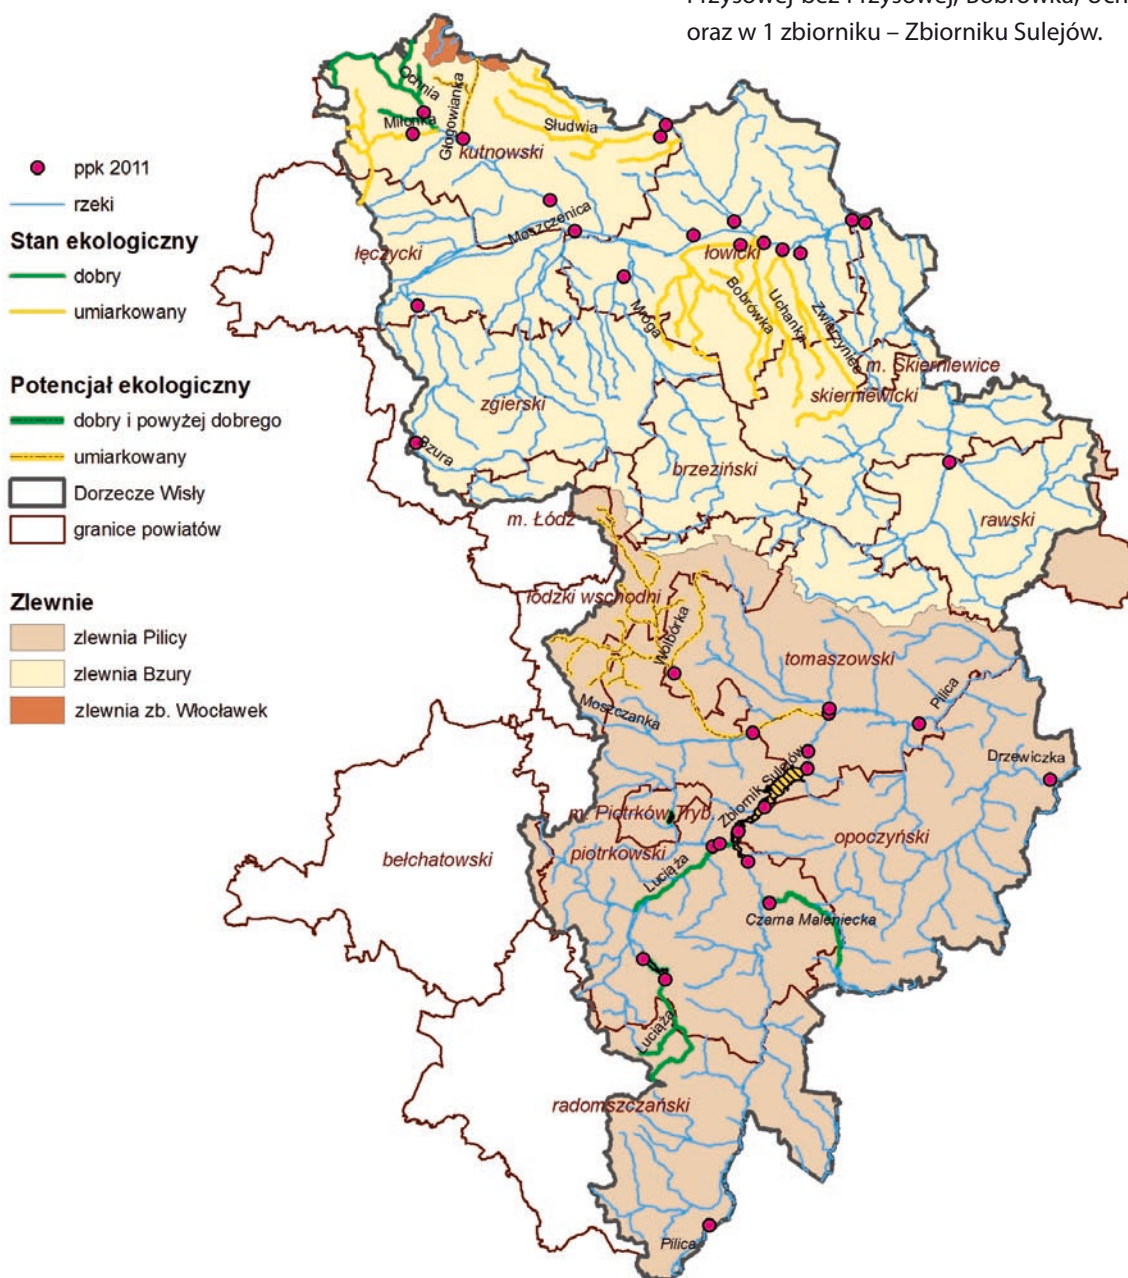 oraz w 1 zbiorniku – Zbiorniku Sulejów.
ppk 2011
rzeki
Stan ekologiczny
dobry
umiarkowany
Potencjał ekologiczny
dobry i powyżej dobrego
umiarkowany
Dorzecze Wisły
granice powiatów
Zlewnie
zlewnia Pilicy
zlewnia Bzury
zlewnia zb. Włocławek
Ochnia
Miłonka
Głogowianka
Słudwia
kutnowski
Moszczenica
łęczycki
łowicki
Mroga
Bobrówka
Uchanka
Zwierzyniec
m. Skierniewice
skierniewicki
zgierski
Bzura
brzeziński
rawski
m. Łódź
łódzki wschodni
Wolbórka
tomaszowski
Moszczanka
Pilica
Drzewiczka
Zbiornik Sulejów
m. Piotrków Tryb.
piotrkowski
opoczyński
bełchatowski
Luciąża
Czarna Maleniecka
Luciąża
radomszczański
Pilica